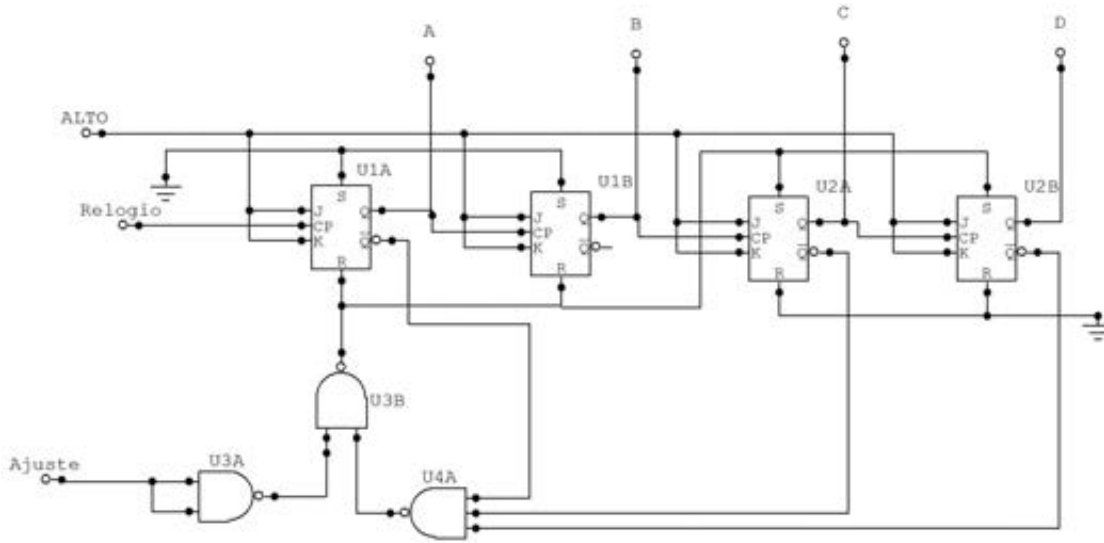 A
B
C
D
ALTO
U1A
U1B
U2A
U2B
S
J
CP
K
Q
Q
R
S
J
CP
K
Q
Q
R
S
J
CP
K
Q
Q
R
S
J
CP
K
Q
Q
R
Relogio
U3B
Ajuste
U3A
U4A